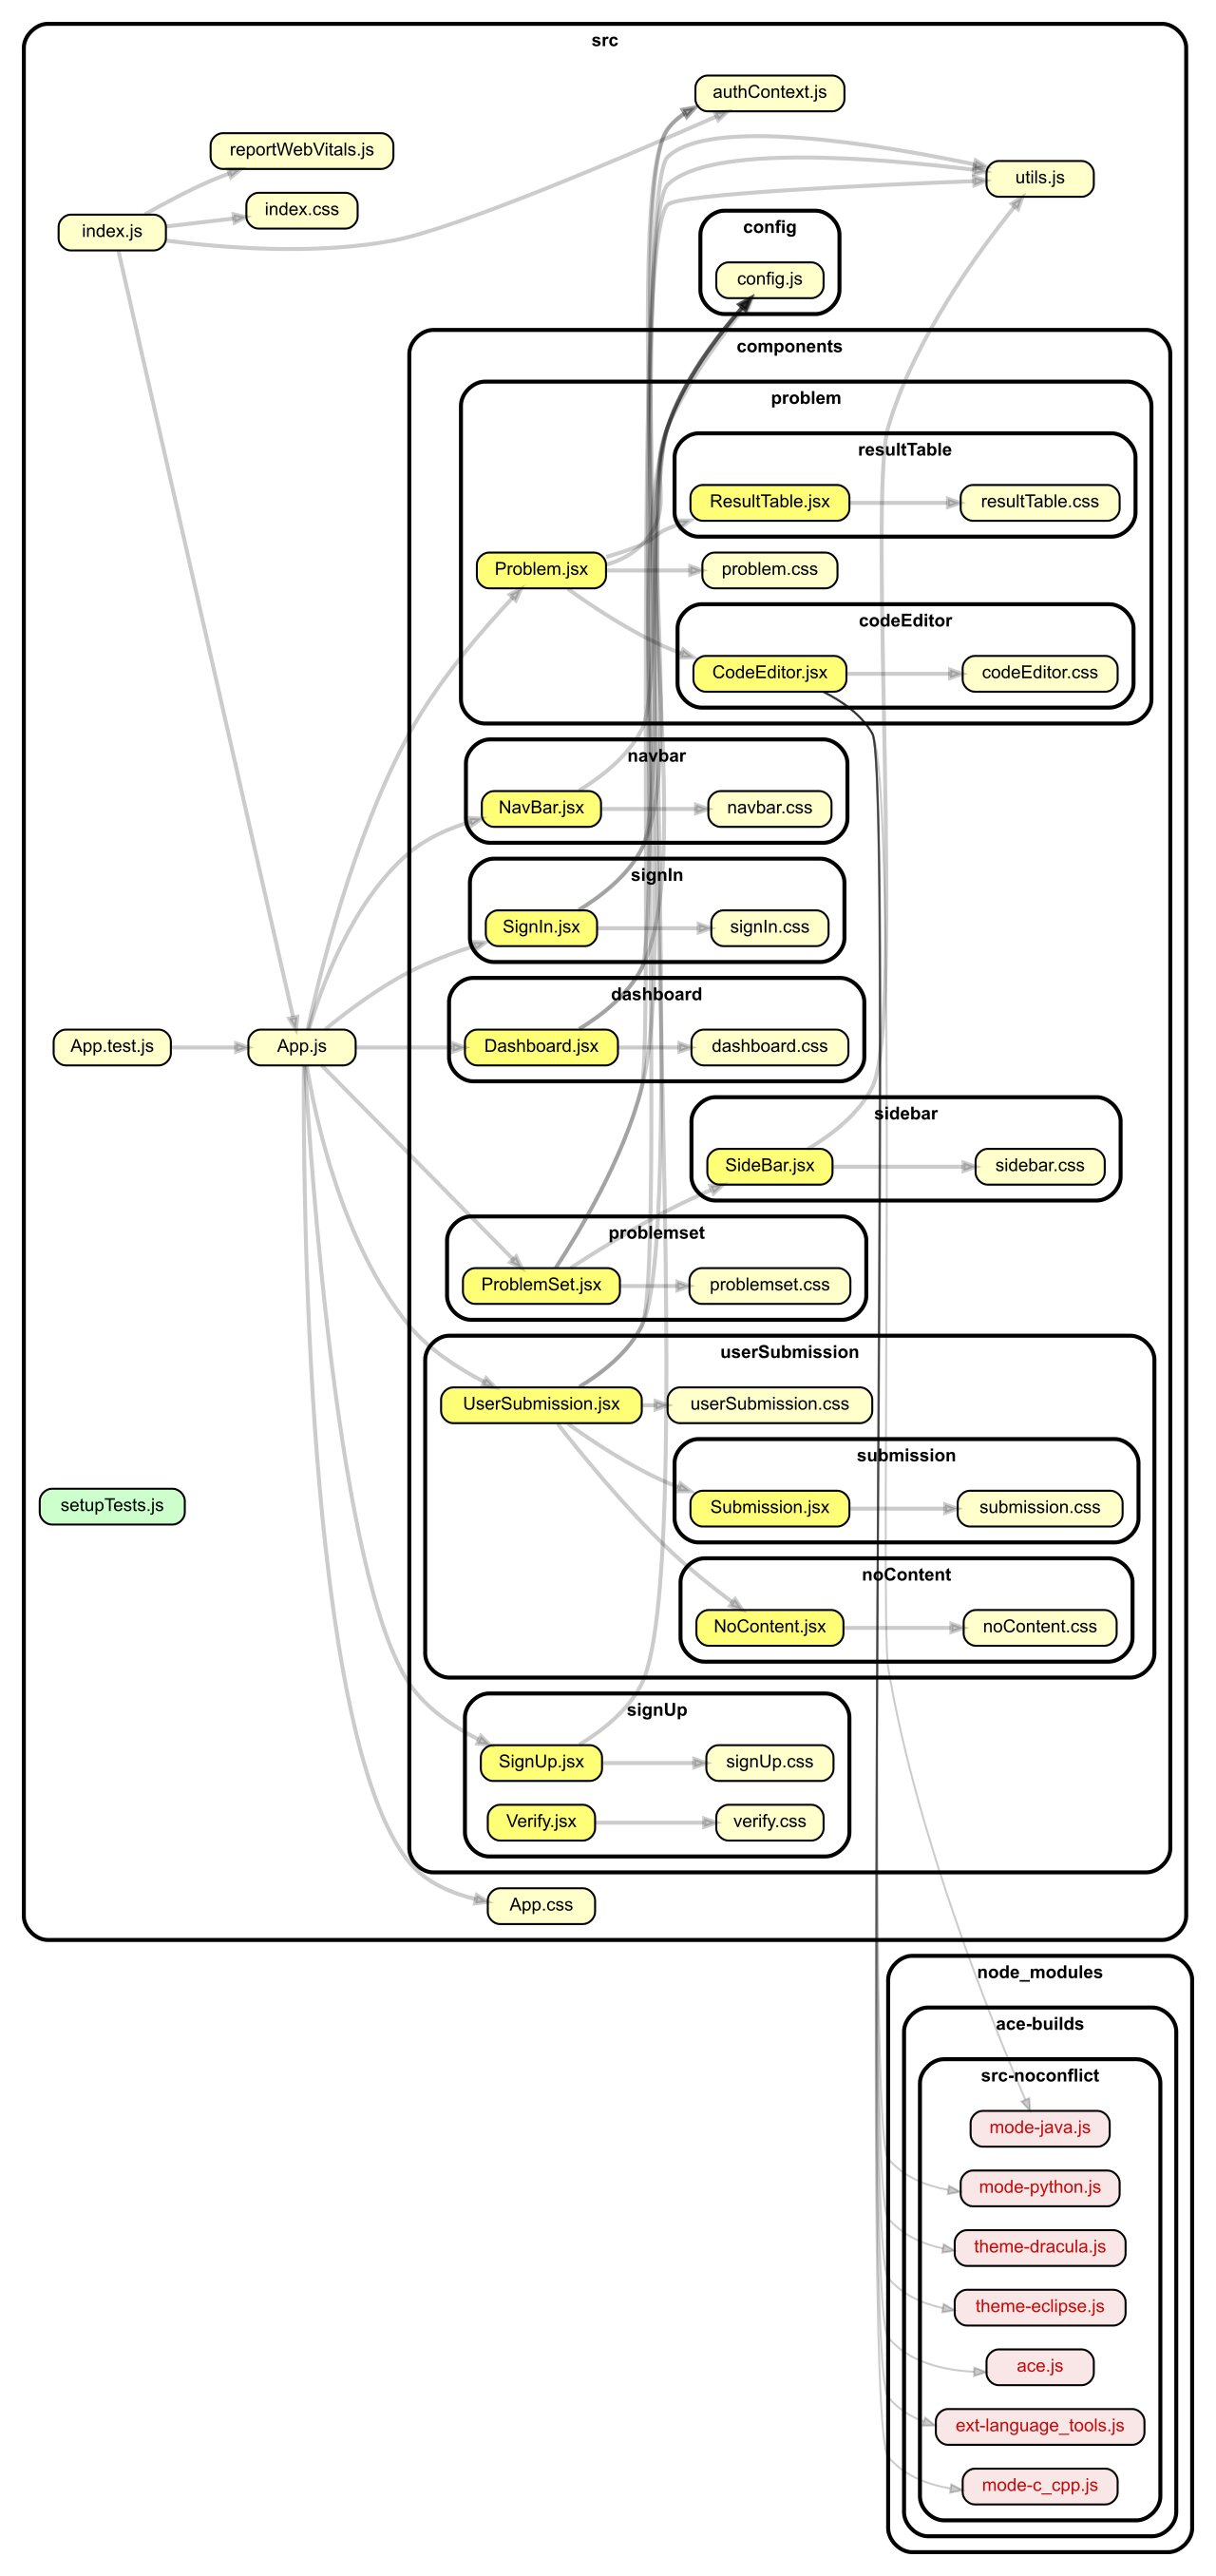 src
authContext.js
reportWebVitals.js
utils.js
index.css
index.js
config
config.js
components
problem
resultTable
ResultTable.jsx
resultTable.css
Problem.jsx
problem.css
codeEditor
CodeEditor.jsx
codeEditor.css
navbar
NavBar.jsx
navbar.css
signIn
SignIn.jsx
signIn.css
dashboard
App.test.js
App.js
Dashboard.jsx
dashboard.css
sidebar
SideBar.jsx
sidebar.css
problemset
ProblemSet.jsx
problemset.css
userSubmission
UserSubmission.jsx
userSubmission.css
submission
setupTests.js
Submission.jsx
submission.css
noContent
NoContent.jsx
noContent.css
signUp
SignUp.jsx
signUp.css
Verify.jsx
verify.css
App.css
node_modules
ace-builds
src-noconflict
mode-java.js
mode-python.js
theme-dracula.js
theme-eclipse.js
ace.js
ext-language_tools.js
mode-c_cpp.js